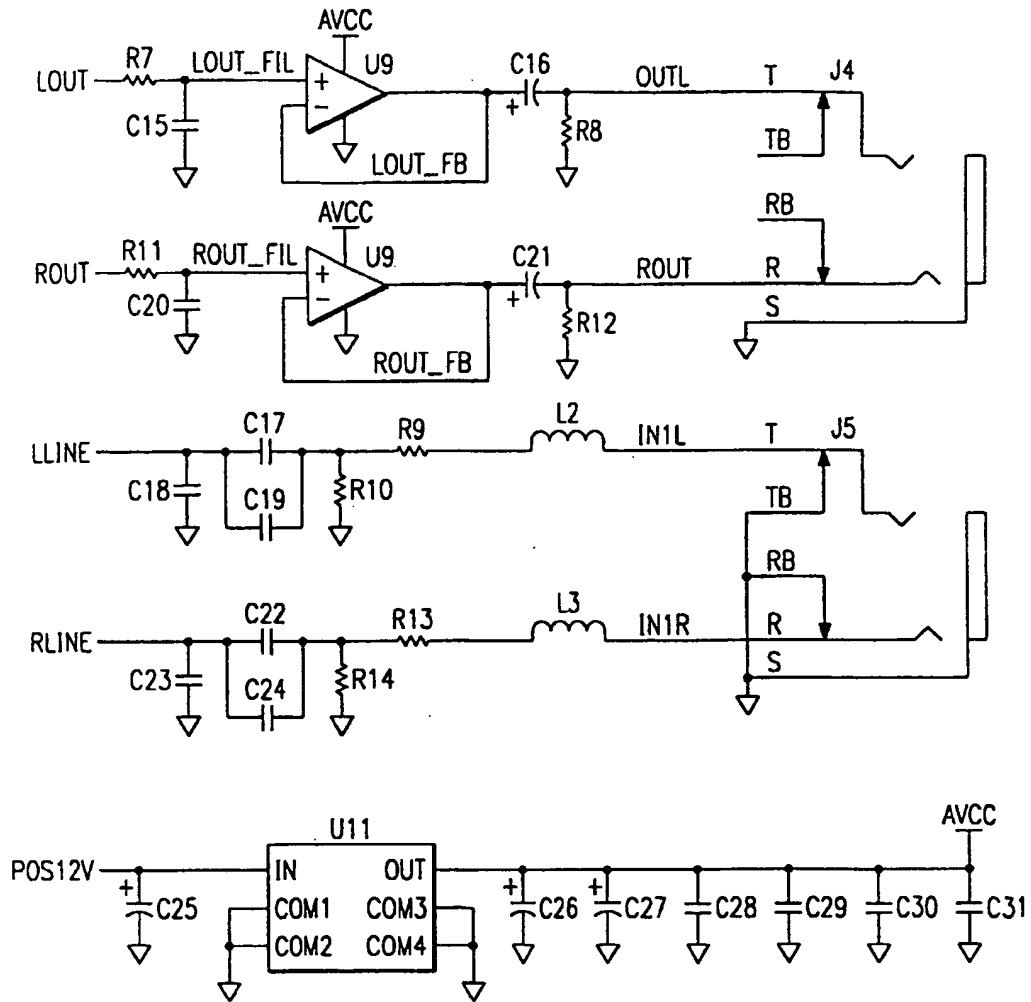 AVCC
R7 LOUT_FIL U9 C16 OUTL T J4
LOUT + −
C15 + R8
LOUT_FB TB
AVCC RB
R11 ROUT_FIL U9 C21 ROUT R
ROUT + −
C20 + R12 S
ROUT_FB
C17 R9 L2 IN1L T J5
LLINE
C18 C19 R10 TB
RB
C22 R13 L3 IN1R R
RLINE
C23 C24 R14 S
U11 AVCC
POS12V IN OUT
+ C25 COM1 COM3 + C26 + C27 C28 C29 C30 C31
COM2 COM4